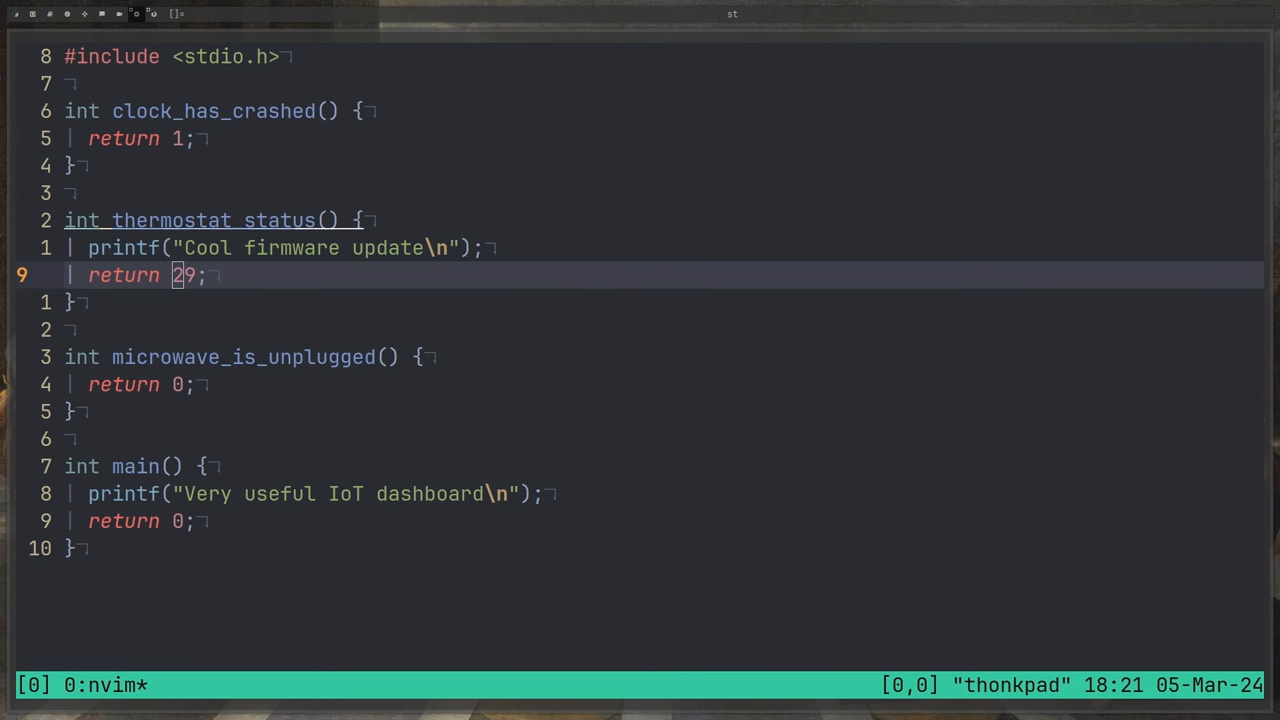 []= st
8 #include <stdio.h>
7
6 int clock_has_crashed() {
5 return 1;
4 }
3
2 int thermostat_status() {
1 printf("Cool firmware update\n");
9 return 29;
1 }
2
3 int microwave_is_unplugged() {
4 return 0;
5 }
6
7 int main() {
8 printf("Very useful IoT dashboard\n");
9 return 0;
10 }
[0] 0:nvim* [0,0] "thonkpad" 18:21 05-Mar-24